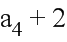 a₄ + 2